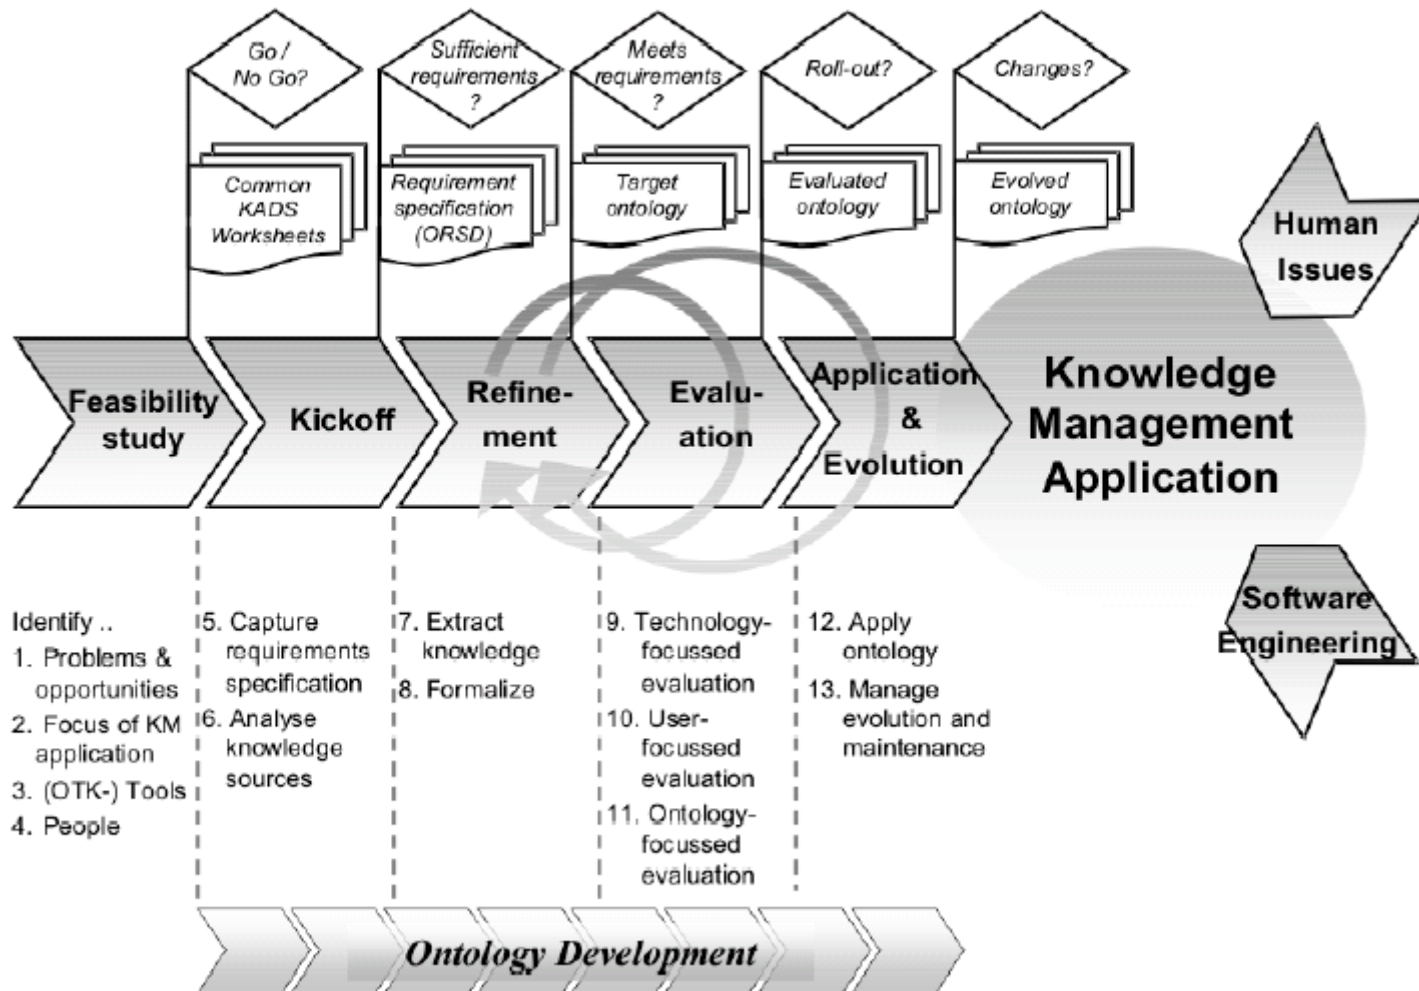 Go /
No Go?
Sufficient
requirements
?
Meets
requirements
?
Roll-out?
Changes?
Common
KADS
Worksheets
Requirement
specification
(ORSD)
Target
ontology
Evaluated
ontology
Evolved
ontology
Human
Issues
Feasibility
study
Kickoff
Refine-
ment
Evalu-
ation
Application
&
Evolution
Knowledge
Management
Application
Software
Engineering
Identify ..
1. Problems &
opportunities
2. Focus of KM
application
3. (OTK-) Tools
4. People
5. Capture
requirements
specification
6. Analyse
knowledge
sources
7. Extract
knowledge
8. Formalize
9. Technology-
focussed
evaluation
10. User-
focussed
evaluation
11. Ontology-
focussed
evaluation
12. Apply
ontology
13. Manage
evolution and
maintenance
Ontology Development